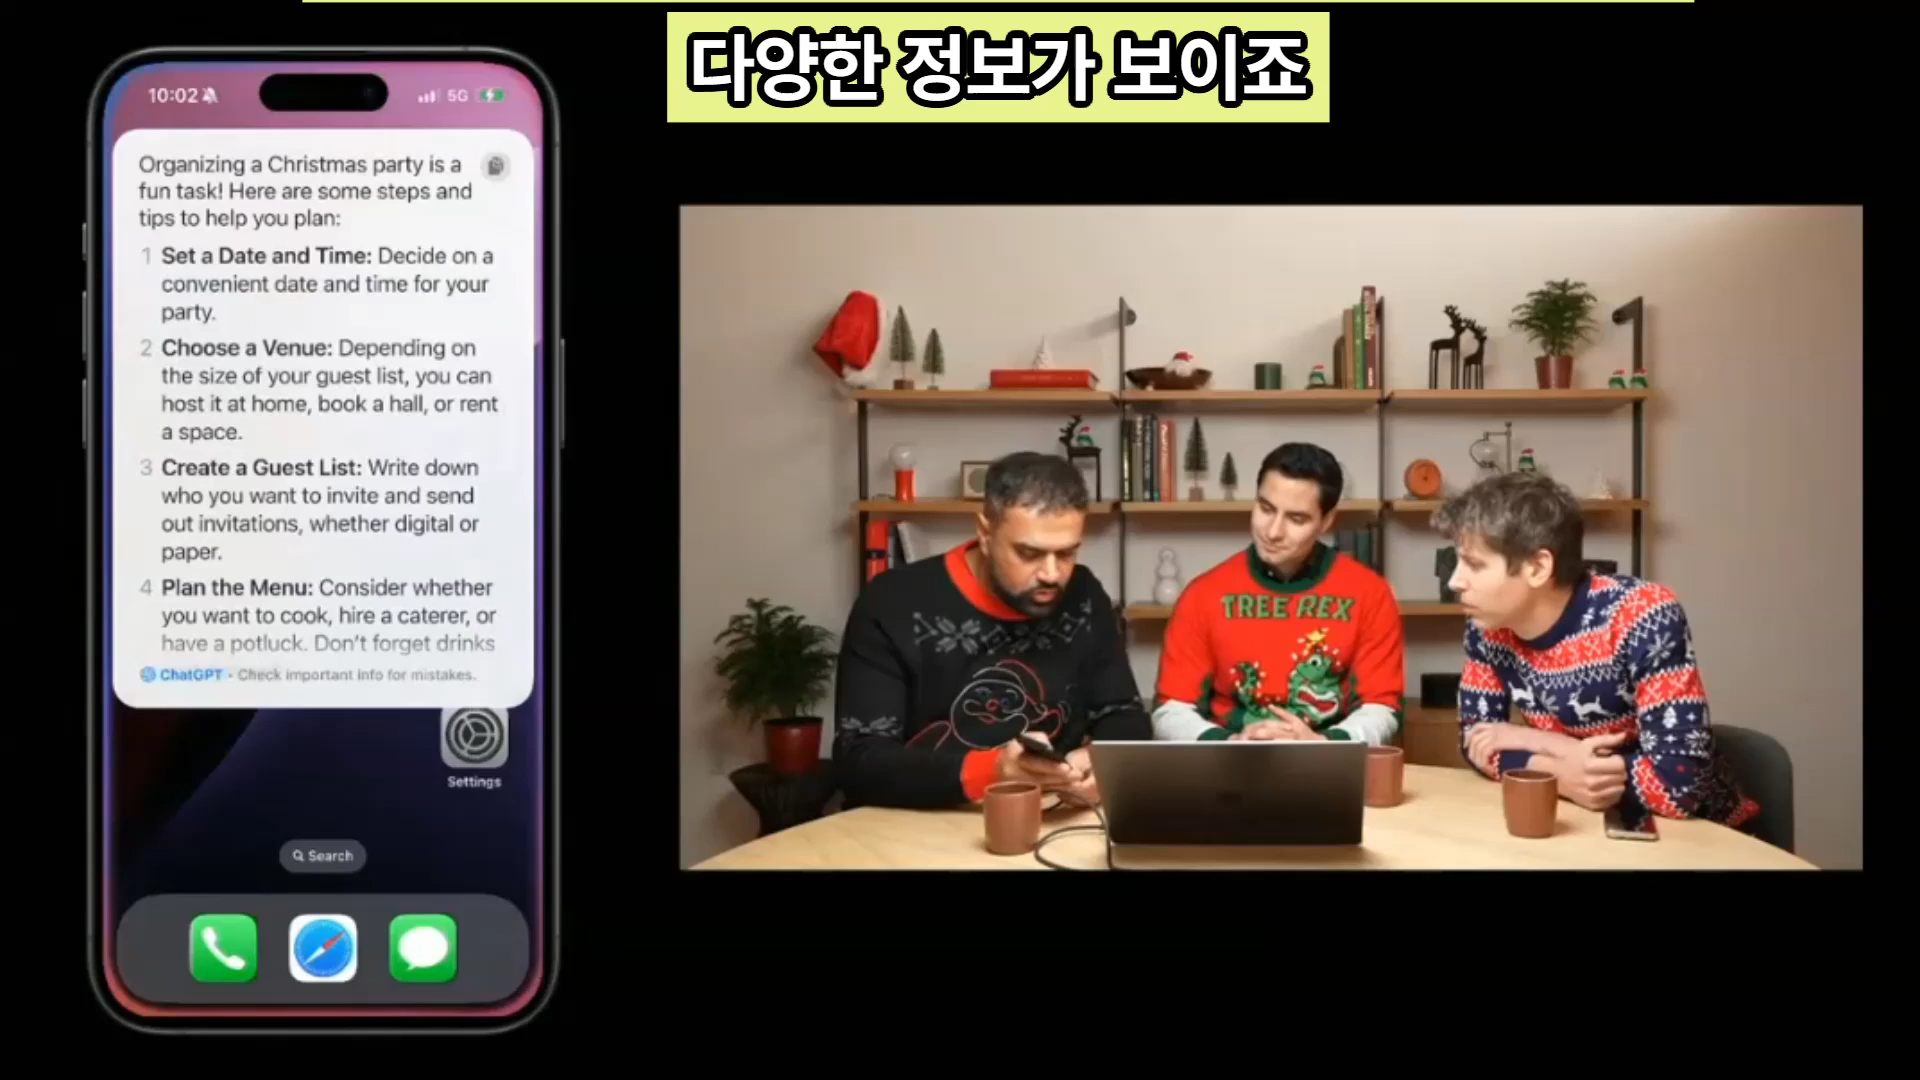 다양한 정보가 보이죠
10:02
5G
Organizing a Christmas party is a
fun task! Here are some steps and
tips to help you plan:
1 Set a Date and Time: Decide on a
convenient date and time for your
party.
2 Choose a Venue: Depending on
the size of your guest list, you can
host it at home, book a hall, or rent
a space.
3 Create a Guest List: Write down
who you want to invite and send
out invitations, whether digital or
paper.
4 Plan the Menu: Consider whether
you want to cook, hire a caterer, or
have a potluck. Don't forget drinks
ChatGPT - Check important info for mistakes.
Settings
Search
TREE REX